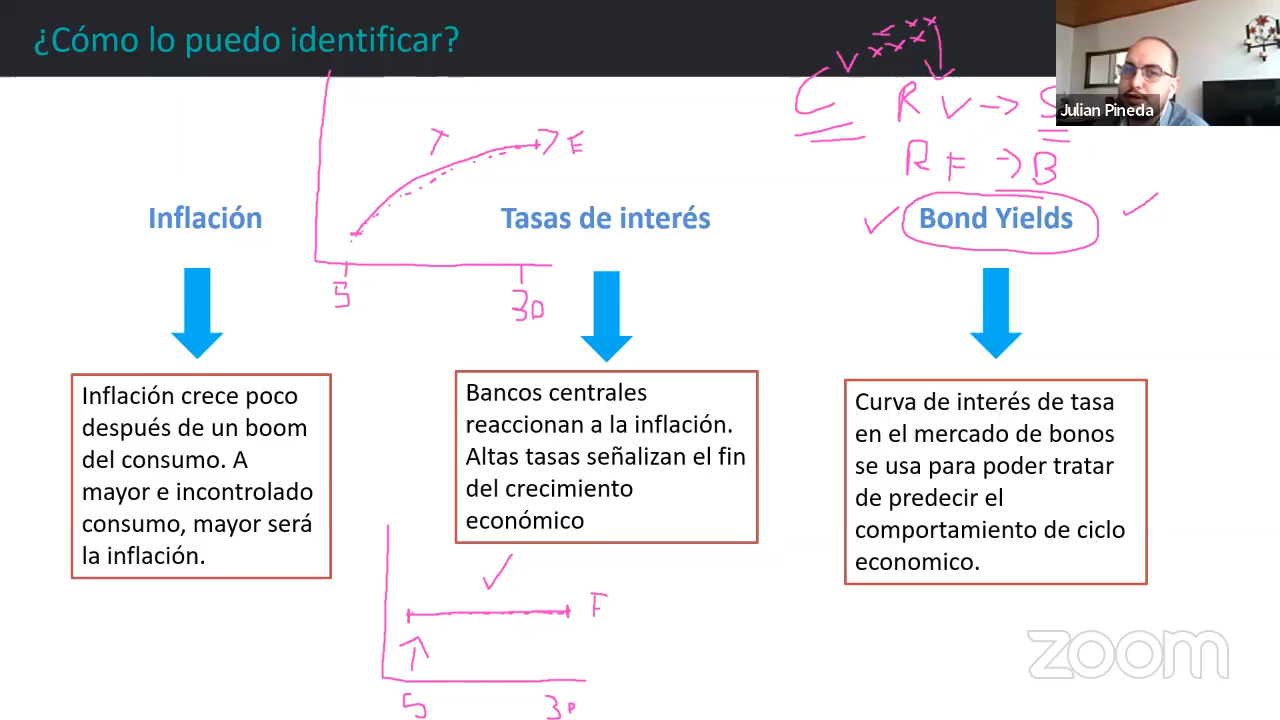 ¿Cómo lo puedo identificar?
C
R V → S
R F → B
Julian Pineda
E
5
30
Inflación
Tasas de interés
Bond Yields
Inflación crece poco
después de un boom
del consumo. A
mayor e incontrolado
consumo, mayor será
la inflación.
Bancos centrales
reaccionan a la inflación.
Altas tasas señalizan el fin
del crecimiento
económico
Curva de interés de tasa
en el mercado de bonos
se usa para poder tratar
de predecir el
comportamiento de ciclo
economico.
F
5
30
zoom